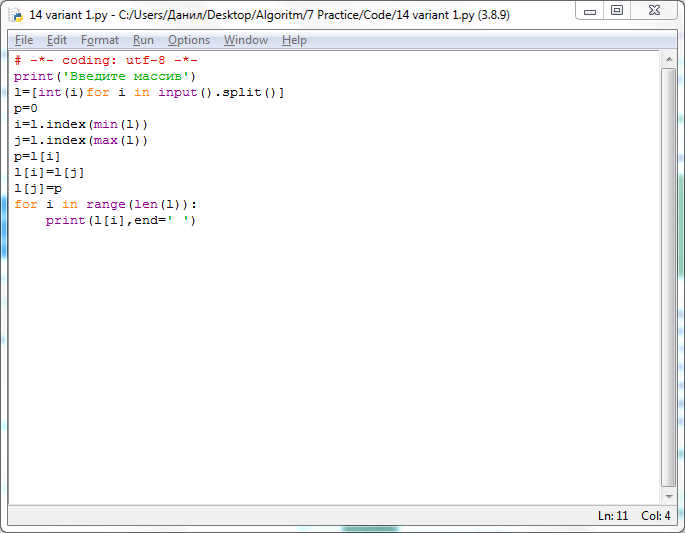 14 variant 1.py - C:/Users/Данил/Desktop/Algoritm/7 Practice/Code/14 variant 1.py (3.8.9)
File Edit Format Run Options Window Help
# -*- coding: utf-8 -*-
print('Введите массив')
l=[int(i)for i in input().split()]
p=0
i=l.index(min(l))
j=l.index(max(l))
p=l[i]
l[i]=l[j]
l[j]=p
for i in range(len(l)):
    print(l[i],end=' ')
Ln: 11 Col: 4